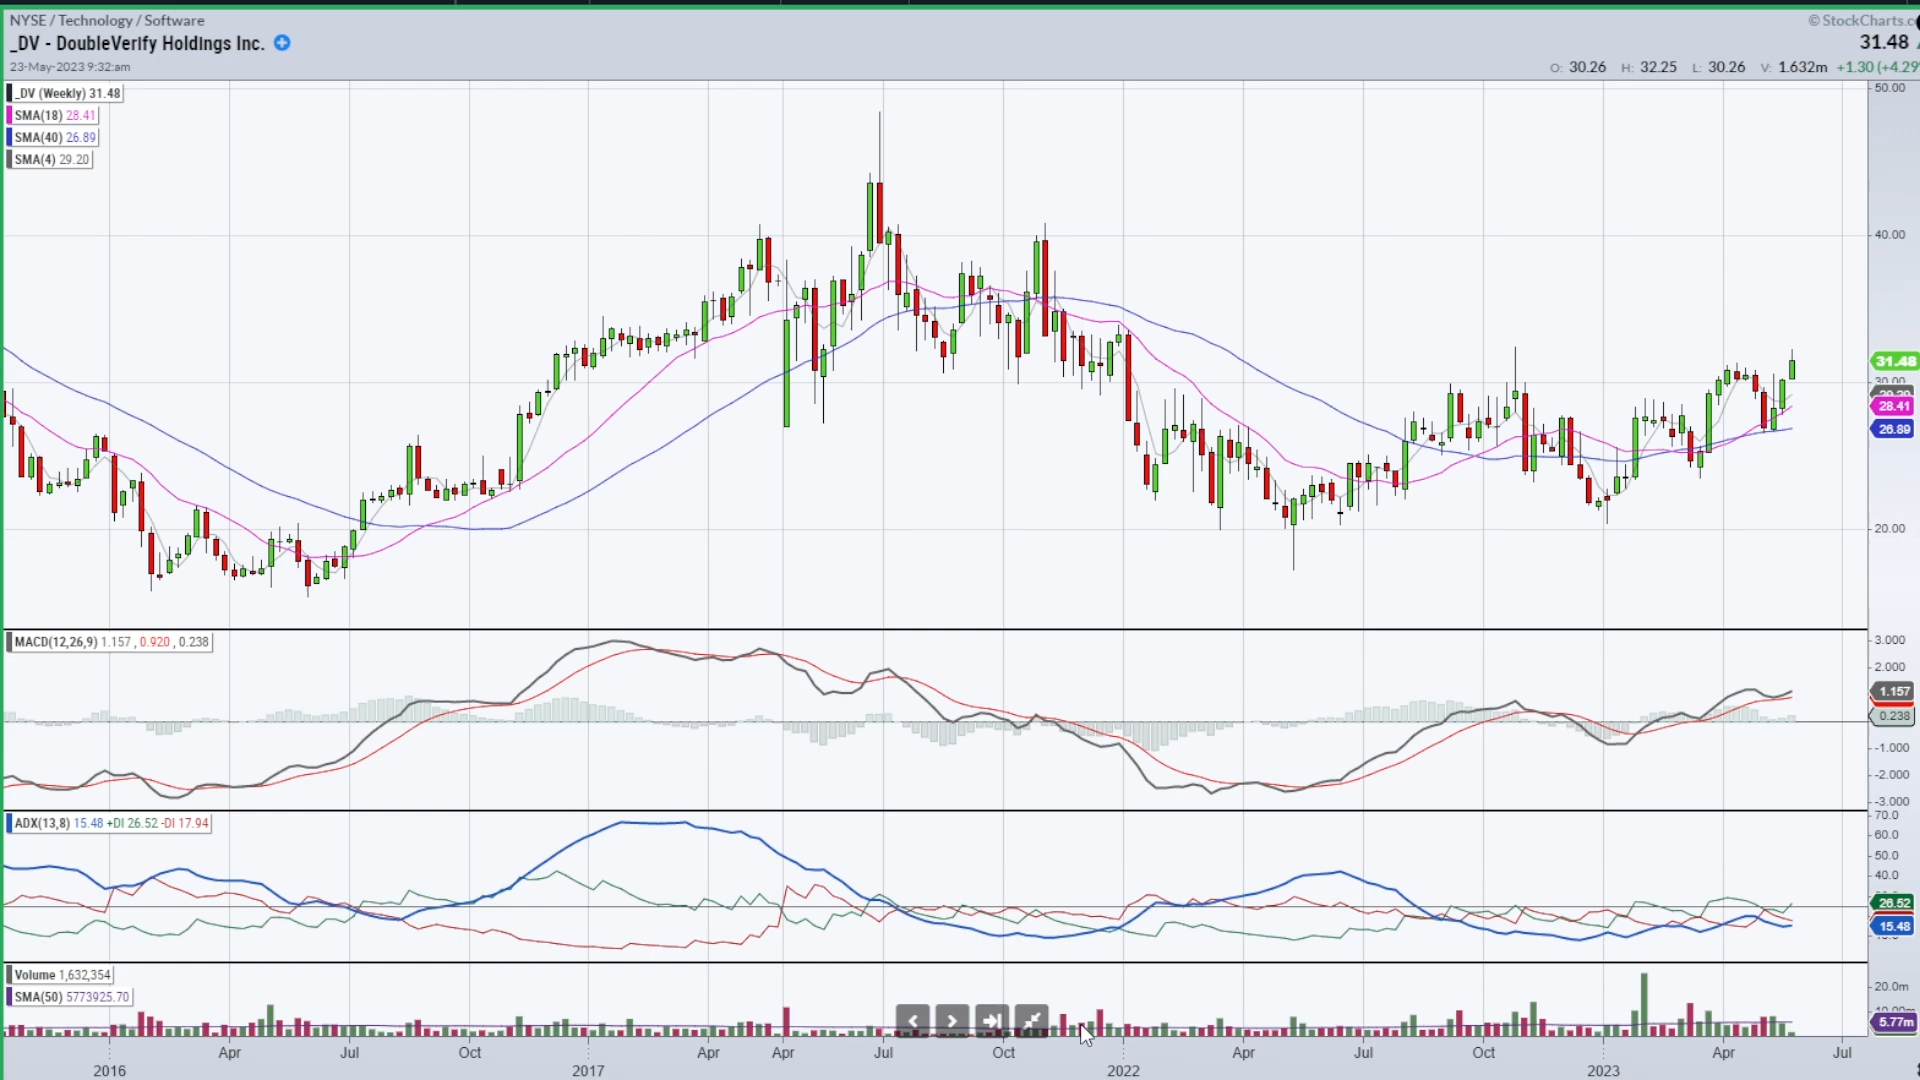 NYSE / Technology / Software
© StockCharts.c
_DV - DoubleVerify Holdings Inc.
31.48
23-May-2023 9:32:am
O: 30.26 H: 32.25 L: 30.26 V: 1.632m +1.30 (+4.29
_DV (Weekly) 31.48
SMA(18) 28.41
SMA(40) 26.89
SMA(4) 29.20
50.00
40.00
31.48
30.00
28.41
26.89
20.00
MACD(12,26,9) 1.157 , 0.920 , 0.238
3.000
2.000
1.157
0.238
-1.000
-2.000
-3.000
ADX(13,8) 15.48 +DI 26.52 -DI 17.94
70.0
60.0
50.0
40.0
26.52
15.48
Volume 1,632,354
SMA(50) 5773925.70
20.0m
5.77m
Apr Jul Oct Apr Apr Jul Oct Apr Jul Oct Apr Jul
2016 2017 2022 2023